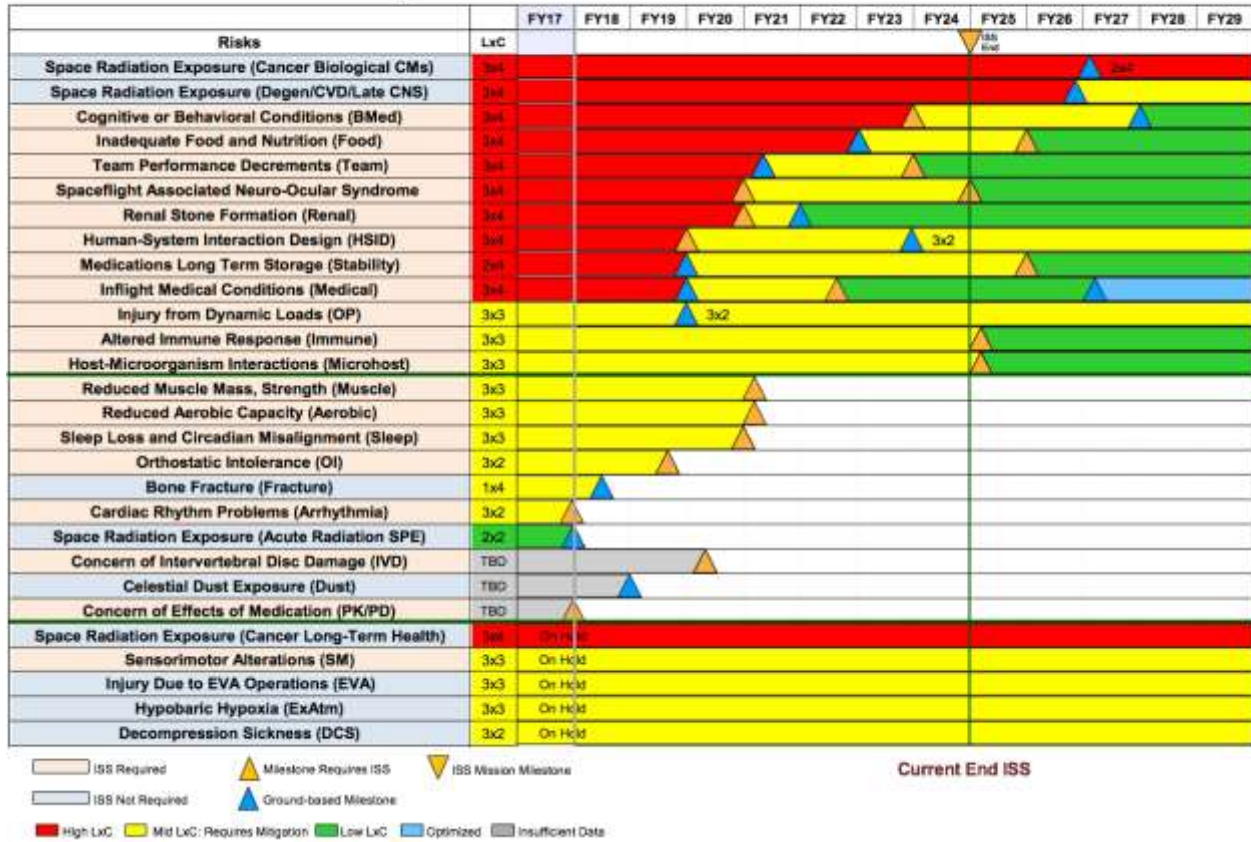 FY17 FY18 FY19 FY20 FY21 FY22 FY23 FY24 FY25 FY26 FY27 FY28 FY29
Risks LxC ISS End
Space Radiation Exposure (Cancer Biological CMs) 3x4 2x4
Space Radiation Exposure (Degen/CVD/Late CNS) 3x4
Cognitive or Behavioral Conditions (BMed) 3x4
Inadequate Food and Nutrition (Food) 3x4
Team Performance Decrements (Team) 3x4
Spaceflight Associated Neuro-Ocular Syndrome 3x4
Renal Stone Formation (Renal) 3x4
Human-System Interaction Design (HSID) 3x4 3x2
Medications Long Term Storage (Stability) 2x4
Inflight Medical Conditions (Medical) 3x4
Injury from Dynamic Loads (OP) 3x3 3x2
Altered Immune Response (Immune) 3x3
Host-Microorganism Interactions (Microhost) 3x3
Reduced Muscle Mass, Strength (Muscle) 3x3
Reduced Aerobic Capacity (Aerobic) 3x3
Sleep Loss and Circadian Misalignment (Sleep) 3x3
Orthostatic Intolerance (OI) 3x2
Bone Fracture (Fracture) 1x4
Cardiac Rhythm Problems (Arrhythmia) 3x2
Space Radiation Exposure (Acute Radiation SPE) 2x2
Concern of Intervertebral Disc Damage (IVD) TBD
Celestial Dust Exposure (Dust) TBD
Concern of Effects of Medication (PK/PD) TBD
Space Radiation Exposure (Cancer Long-Term Health) On Hold
Sensorimotor Alterations (SM) 3x3 On Hold
Injury Due to EVA Operations (EVA) 3x3 On Hold
Hypobaric Hypoxia (ExAtm) 3x3 On Hold
Decompression Sickness (DCS) 3x2 On Hold
ISS Required Milestone Requires ISS ISS Mission Milestone Current End ISS
ISS Not Required Ground-based Milestone
High LxC Mid LxC: Requires Mitigation Low LxC Optimized Insufficient Data